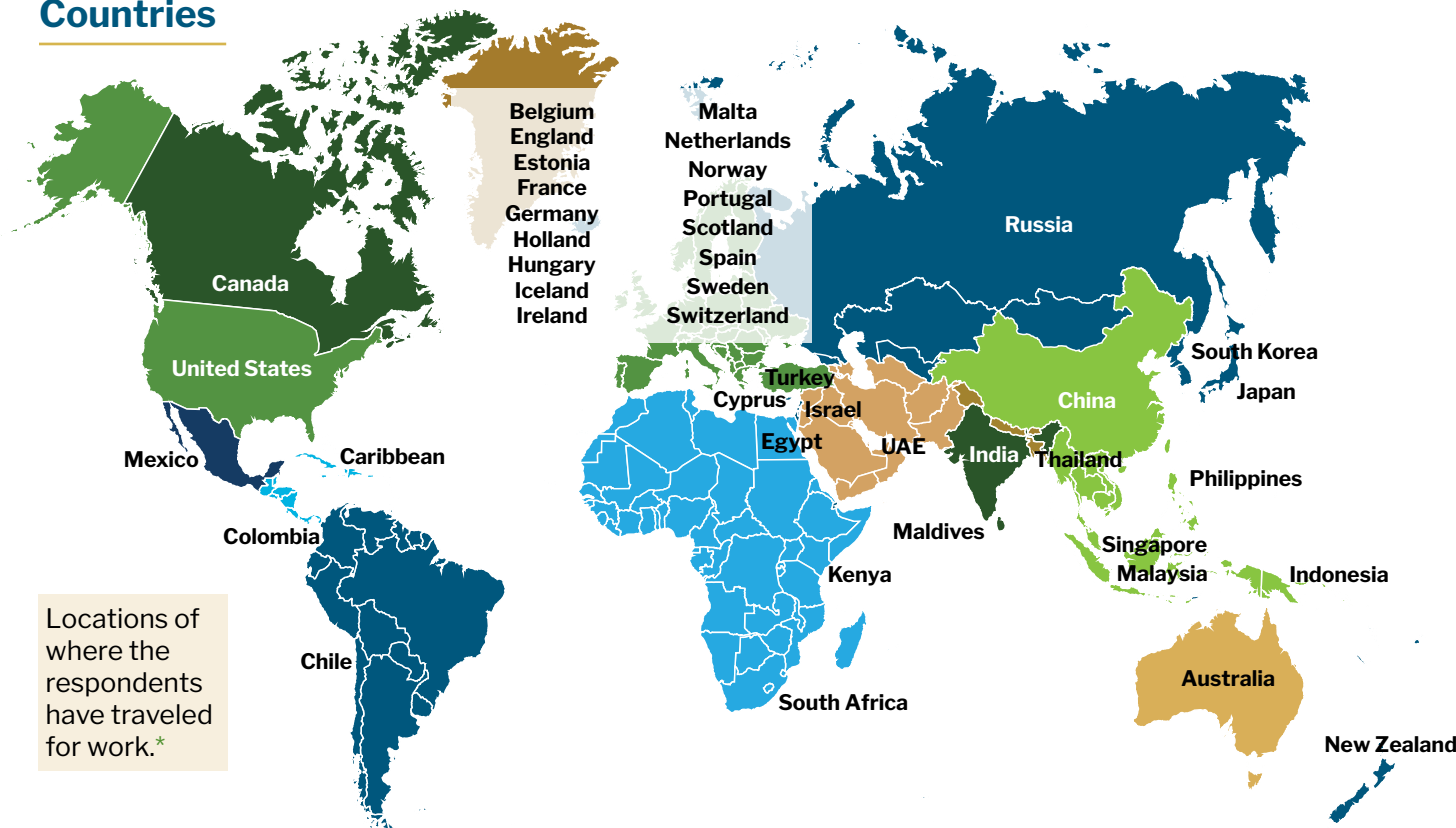 Countries
Belgium
England
Estonia
France
Germany
Holland
Hungary
Iceland
Ireland
Malta
Netherlands
Norway
Portugal
Scotland
Spain
Sweden
Switzerland
Russia
Canada
United States
Mexico
Caribbean
Colombia
Chile
Turkey
Cyprus
Israel
Egypt
UAE
India
Thailand
China
South Korea
Japan
Philippines
Maldives
Singapore
Malaysia
Indonesia
Kenya
South Africa
Australia
New Zealand
Locations of
where the
respondents
have traveled
for work.*